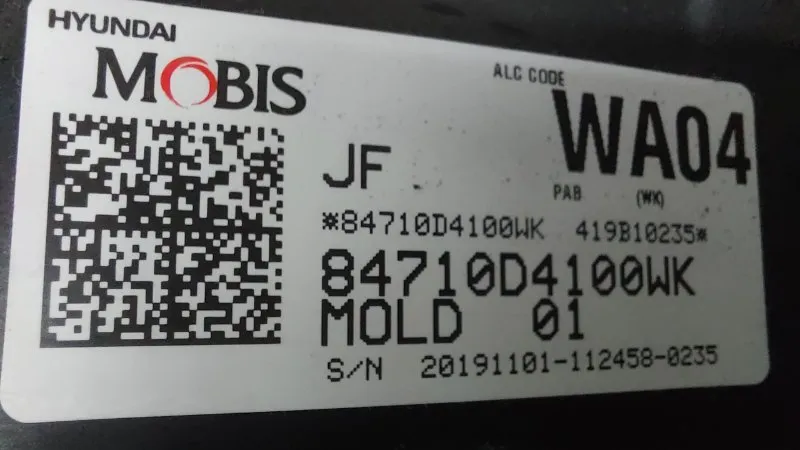 HYUNDAI
MOBIS
ALC CODE
WA04
JF
PAB (WK)
*84710D4100WK 419B10235*
84710D4100WK
MOLD 01
S/N 20191101-112458-0235